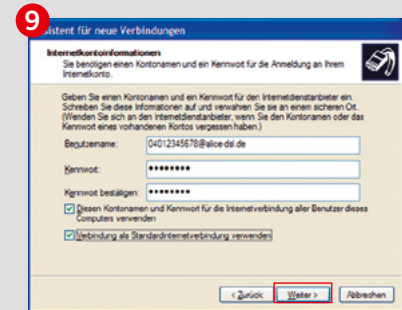 9
Assistent für neue Verbindungen
Internetkontoinformationen
Sie benötigen einen Kontonamen und ein Kennwort für die Anmeldung an Ihrem
Internetkonto.
Geben Sie einen Kontonamen und ein Kennwort für den Internetdienstanbieter ein.
Schreiben Sie diese Informationen auf und verwahren Sie sie an einem sicheren Ort.
(Wenden Sie sich an den Internetdienstanbieter, wenn Sie den Kontonamen oder das
Kennwort eines vorhandenen Kontos vergessen haben.)
Benutzername: 04012345678@alice-dsl.de
Kennwort: ••••••••
Kennwort bestätigen: ••••••••
Diesen Kontonamen und Kennwort für die Internetverbindung aller Benutzer dieses
Computers verwenden
Verbindung als Standardinternetverbindung verwenden
< Zurück Weiter > Abbrechen